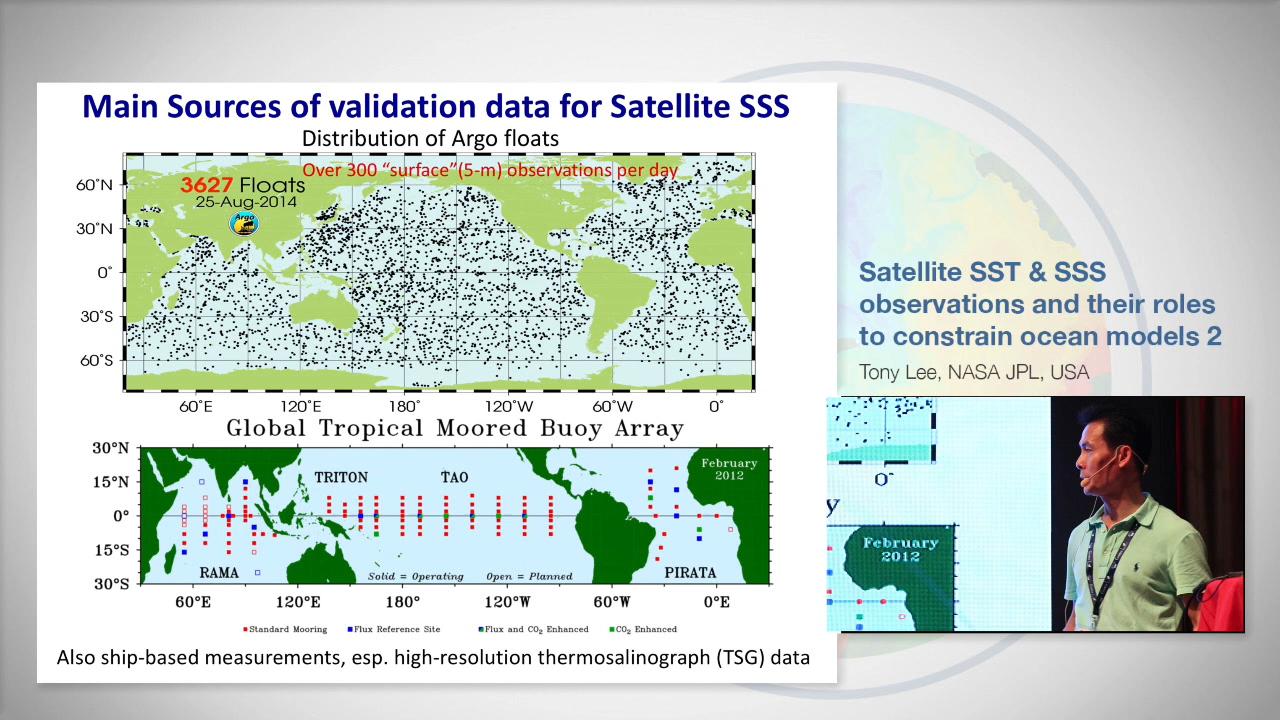 Main Sources of validation data for Satellite SSS
Distribution of Argo floats
Over 300 “surface”(5-m) observations per day
3627 Floats
25-Aug-2014
Argo
60˚N
30˚N
0˚
30˚S
60˚S
60˚E 120˚E 180˚ 120˚W 60˚W 0˚
Global Tropical Moored Buoy Array
30°N
15°N
0°
15°S
30°S
TRITON TAO
February
2012
RAMA
Solid = Operating Open = Planned
PIRATA
60°E 120°E 180° 120°W 60°W 0°E
Standard Mooring Flux Reference Site Flux and CO₂ Enhanced CO₂ Enhanced
Also ship-based measurements, esp. high-resolution thermosalinograph (TSG) data
Satellite SST & SSS
observations and their roles
to constrain ocean models 2
Tony Lee, NASA JPL, USA
0˚
y
February
2012